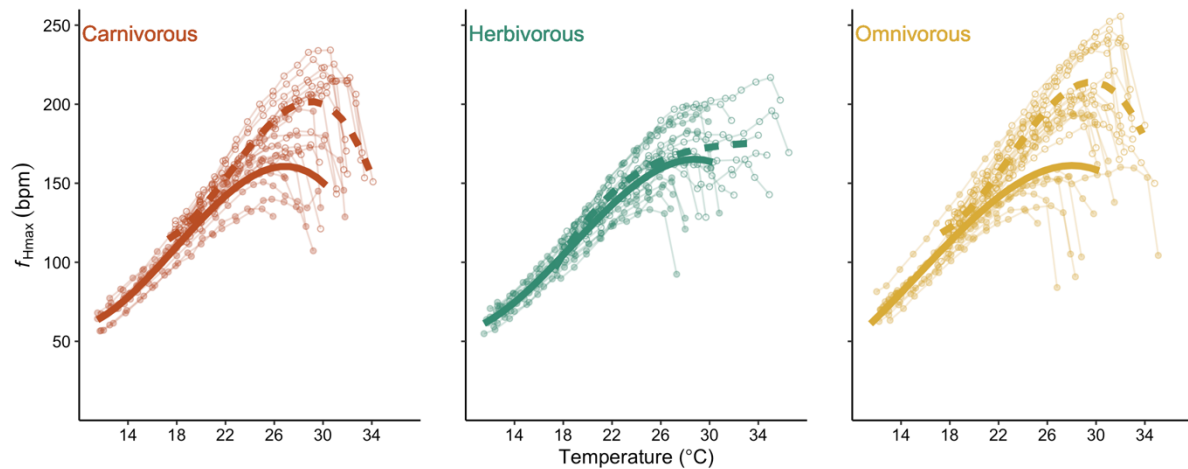 Carnivorous
Herbivorous
Omnivorous
250
200
150
100
50
fHmax (bpm)
14 18 22 26 30 34
14 18 22 26 30 34
14 18 22 26 30 34
Temperature (°C)